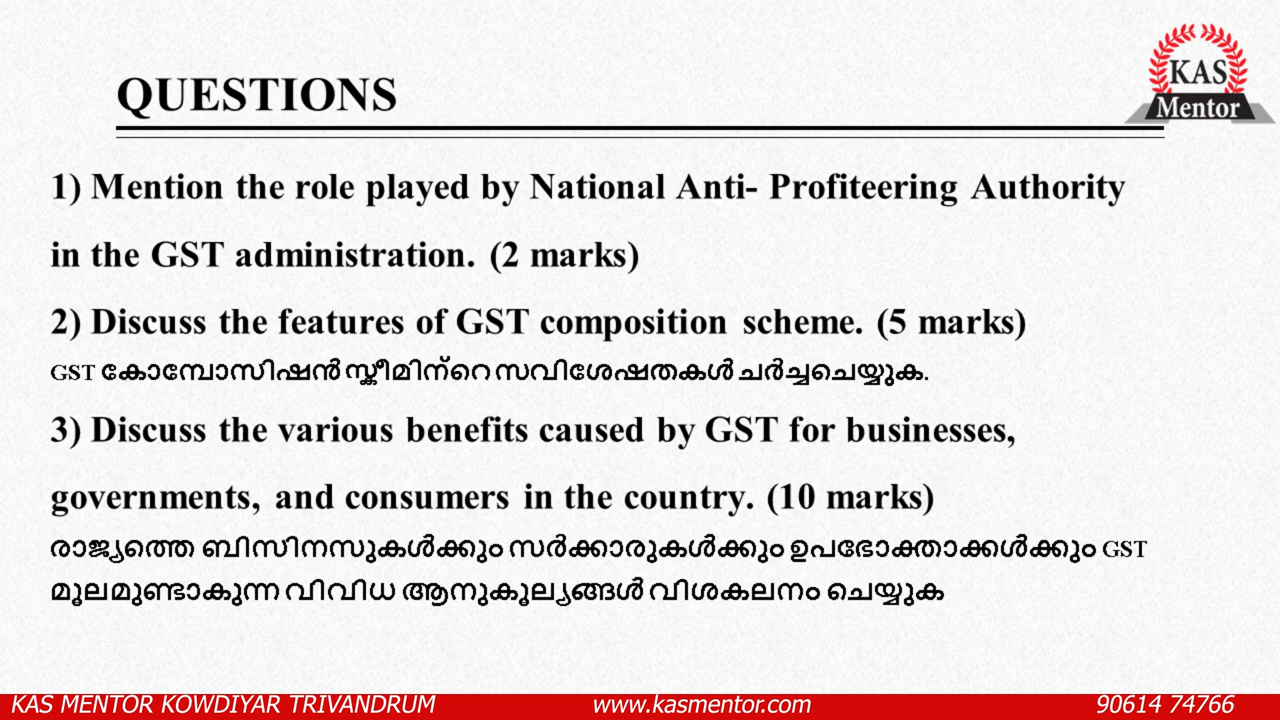 KAS
Mentor
QUESTIONS
1) Mention the role played by National Anti- Profiteering Authority
in the GST administration. (2 marks)
2) Discuss the features of GST composition scheme. (5 marks)
GST കോമ്പോസിഷൻ സ്കീമിന്റെ സവിശേഷതകൾ ചർച്ചചെയ്യുക.
3) Discuss the various benefits caused by GST for businesses,
governments, and consumers in the country. (10 marks)
രാജ്യത്തെ ബിസിനസുകൾക്കും സർക്കാരുകൾക്കും ഉപഭോക്താക്കൾക്കും GST
മൂലമുണ്ടാകുന്ന വിവിധ ആനുകൂല്യങ്ങൾ വിശകലനം ചെയ്യുക
KAS MENTOR KOWDIYAR TRIVANDRUM www.kasmentor.com 90614 74766